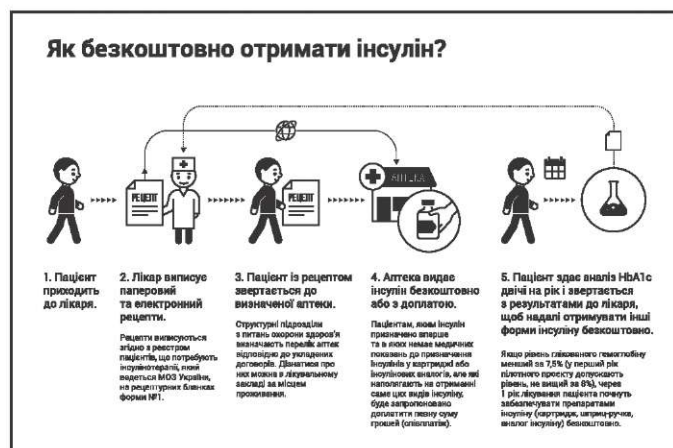 Як безкоштовно отримати інсулін?
РЕЦЕПТ
РЕЦЕПТ
АПТЕКА
1. Пацієнт
приходить
до лікаря.
2. Лікар виписує
паперовий
та електронний
рецепти.
Рецепти виписуються
згідно з реєстром
пацієнтів, що потребують
інсулінотерапії, який
ведеться МОЗ України,
на рецептурних бланках
форми №1.
3. Пацієнт із рецептом
звертається до
визначеної аптеки.
Структурні підрозділи
з питань охорони здоров'я
визначають перелік аптек
відповідно до укладених
договорів. Дізнатися про
них можна в лікувальному
закладі за місцем
проживання.
4. Аптека видає
інсулін безкоштовно
або з доплатою.
Пацієнтам, яким інсулін
призначено вперше
та в яких немає медичних
показань до призначення
інсулінів у картриджі або
інсулінових аналогів, але які
наполягають на отриманні
саме цих видів інсуліну,
буде запропоновано
доплатити певну суму
грошей (співплатіж).
5. Пацієнт здає аналіз HbA1c
двічі на рік і звертається
з результатами до лікаря,
щоб надалі отримувати інші
форми інсуліну безкоштовно.
Якщо рівень глікованого гемоглобіну
менший за 7,5% (у перший рік
пілотного проєкту допускають
рівень, не вищий за 8%), через
1 рік лікування пацієнта почнуть
забезпечувати препаратами
інсуліну (картридж, шприц-ручка,
аналог інсуліну) безкоштовно.